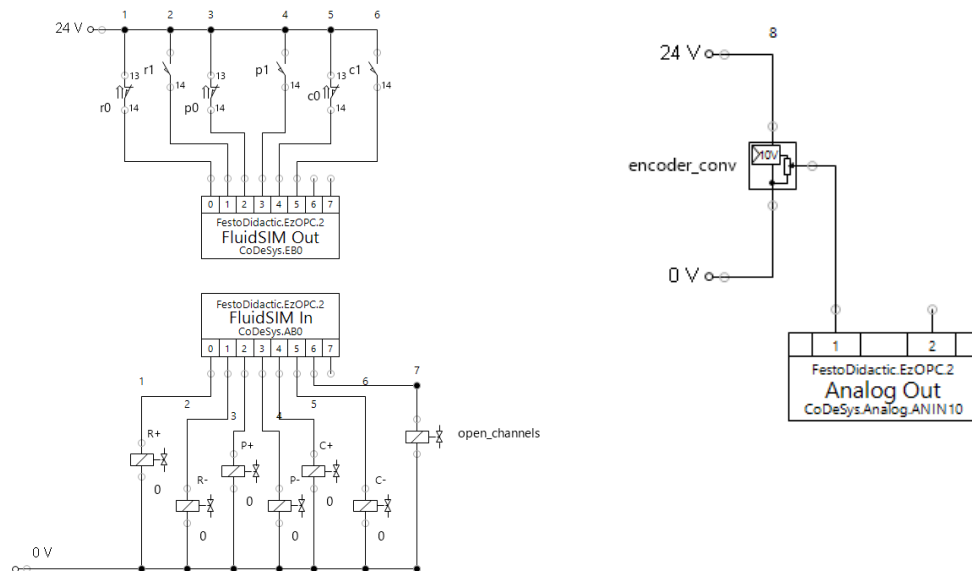 1 2 3 4 5 6
24 V
13 r1 13 p1 13 c1
14 14 14
r0 14 p0 14 c0 14
0 1 2 3 4 5 6 7
FestoDidactic.EzOPC.2
FluidSIM Out
CoDeSys.EB0
FestoDidactic.EzOPC.2
FluidSIM In
CoDeSys.AB0
0 1 2 3 4 5 6 7
1 2 3 4 5 6 7
R+ P+ C+ open_channels
0 0 0
R- P- C-
0 0 0
0 V
8
24 V
10V
encoder_conv
0 V
1 2
FestoDidactic.EzOPC.2
Analog Out
CoDeSys.Analog.ANIN10